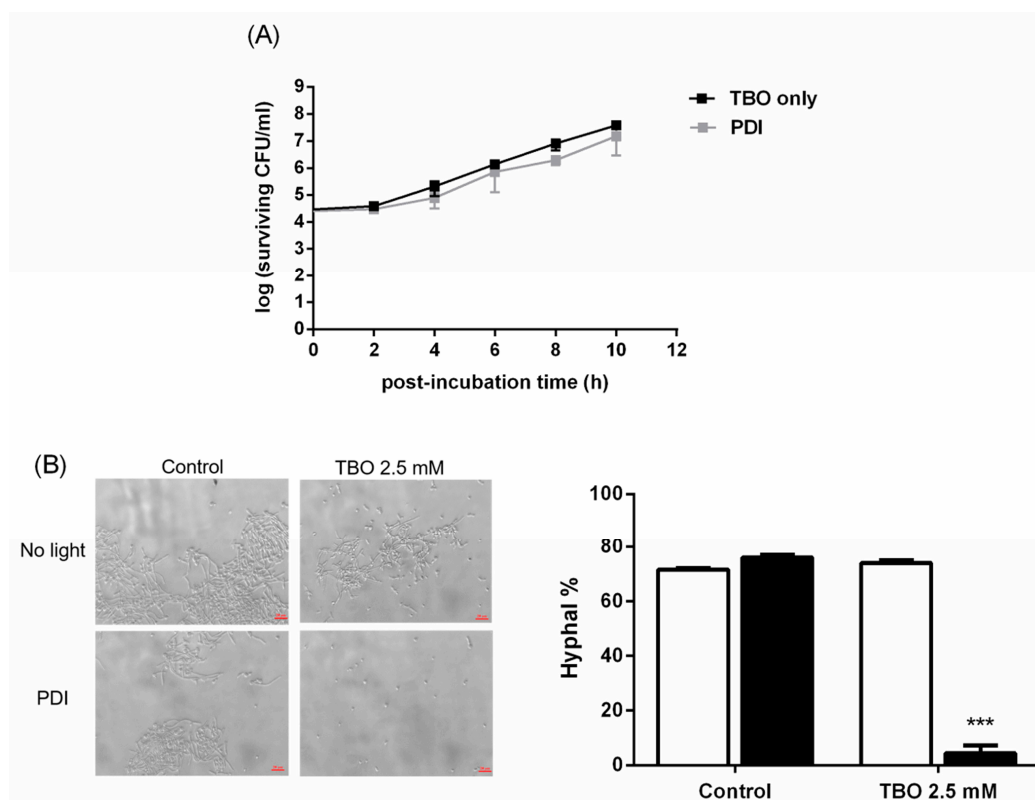 (A)
9
8
7
6
5
4
3
2
1
0
log (surviving CFU/ml)
0 2 4 6 8 10 12
post-incubation time (h)
TBO only
PDI
(B)
Control TBO 2.5 mM
No light
PDI
100
80
60
40
20
0
Hyphal %
***
Control TBO 2.5 mM